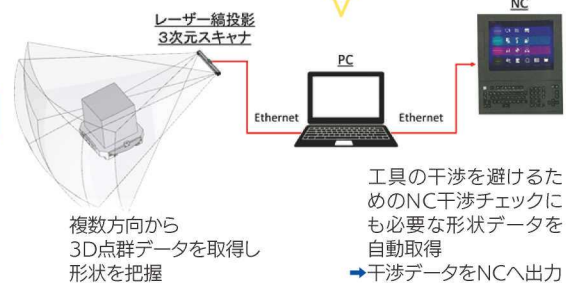 NC
レーザー縞投影
3次元スキャナ
PC
Ethernet
Ethernet
複数方向から
3D点群データを取得し
形状を把握
工具の干渉を避けるた
めのNC干渉チェックに
も必要な形状データを
自動取得
➡干渉データをNCへ出力